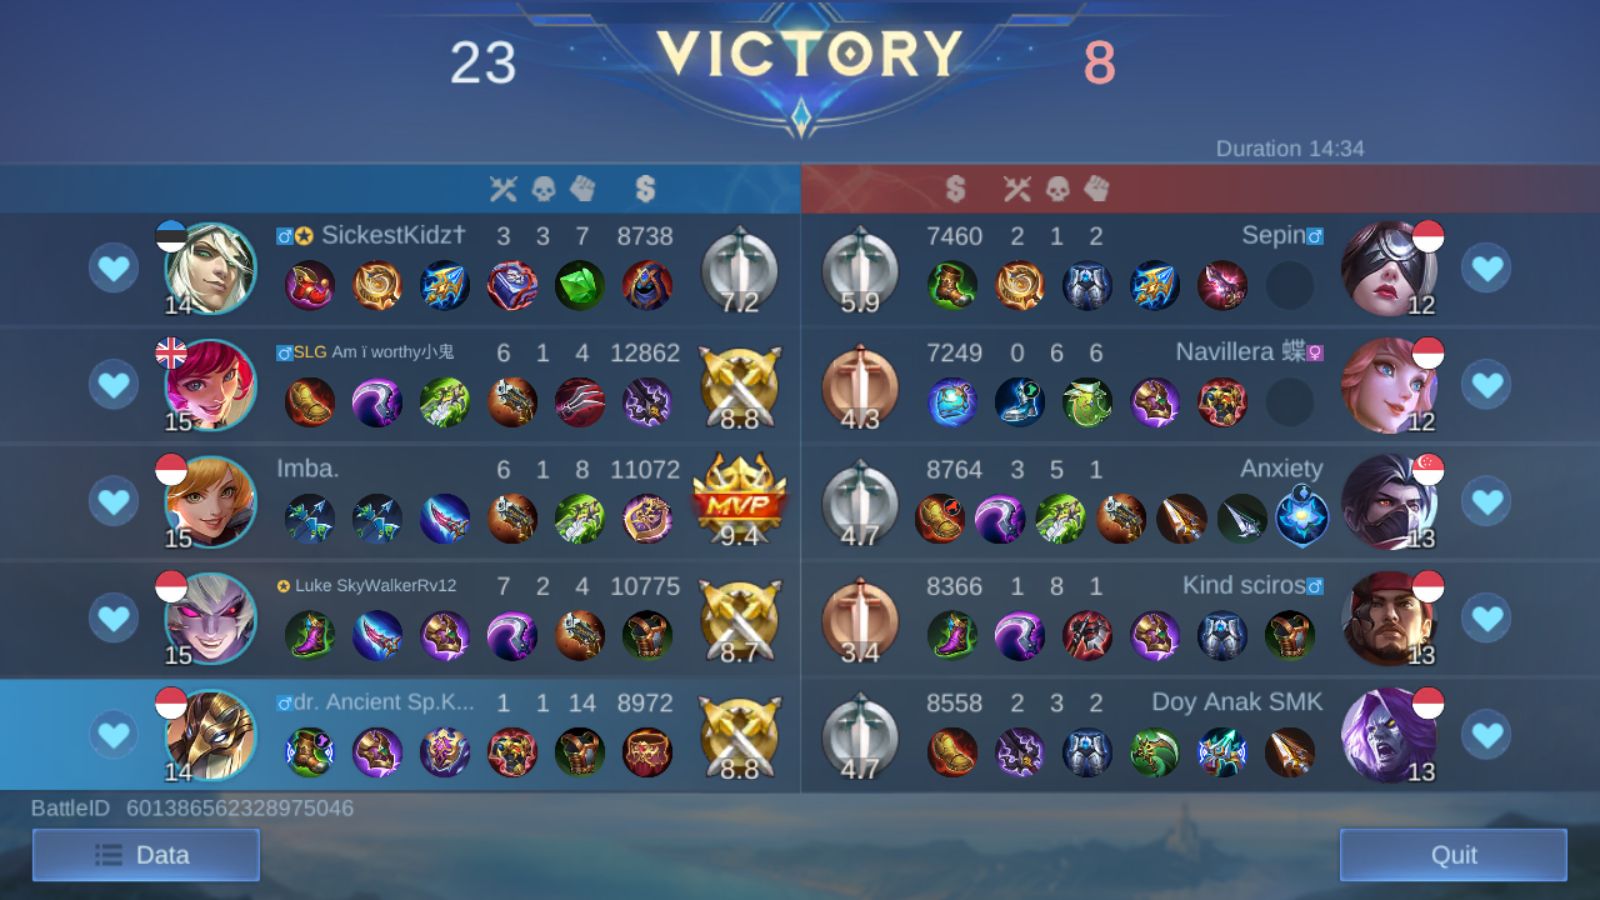 23 VICTORY 8
Duration 14:34
SickestKidz† 3 3 7 8738
14 7.2
7460 2 1 2 Sepin
5.9 12
SLG Am ï worthy小鬼 6 1 4 12862
15 8.8
7249 0 6 6 Navillera 蝶
4.3 12
Imba. 6 1 8 11072
MVP
15 9.4
8764 3 5 1 Anxiety
4.7 13
Luke SkyWalkerRv12 7 2 4 10775
15 8.7
8366 1 8 1 Kind sciros
3.4 13
dr. Ancient Sp.K... 1 1 14 8972
14 8.8
8558 2 3 2 Doy Anak SMK
4.7 13
BattleID 601386562328975046
Data
Quit